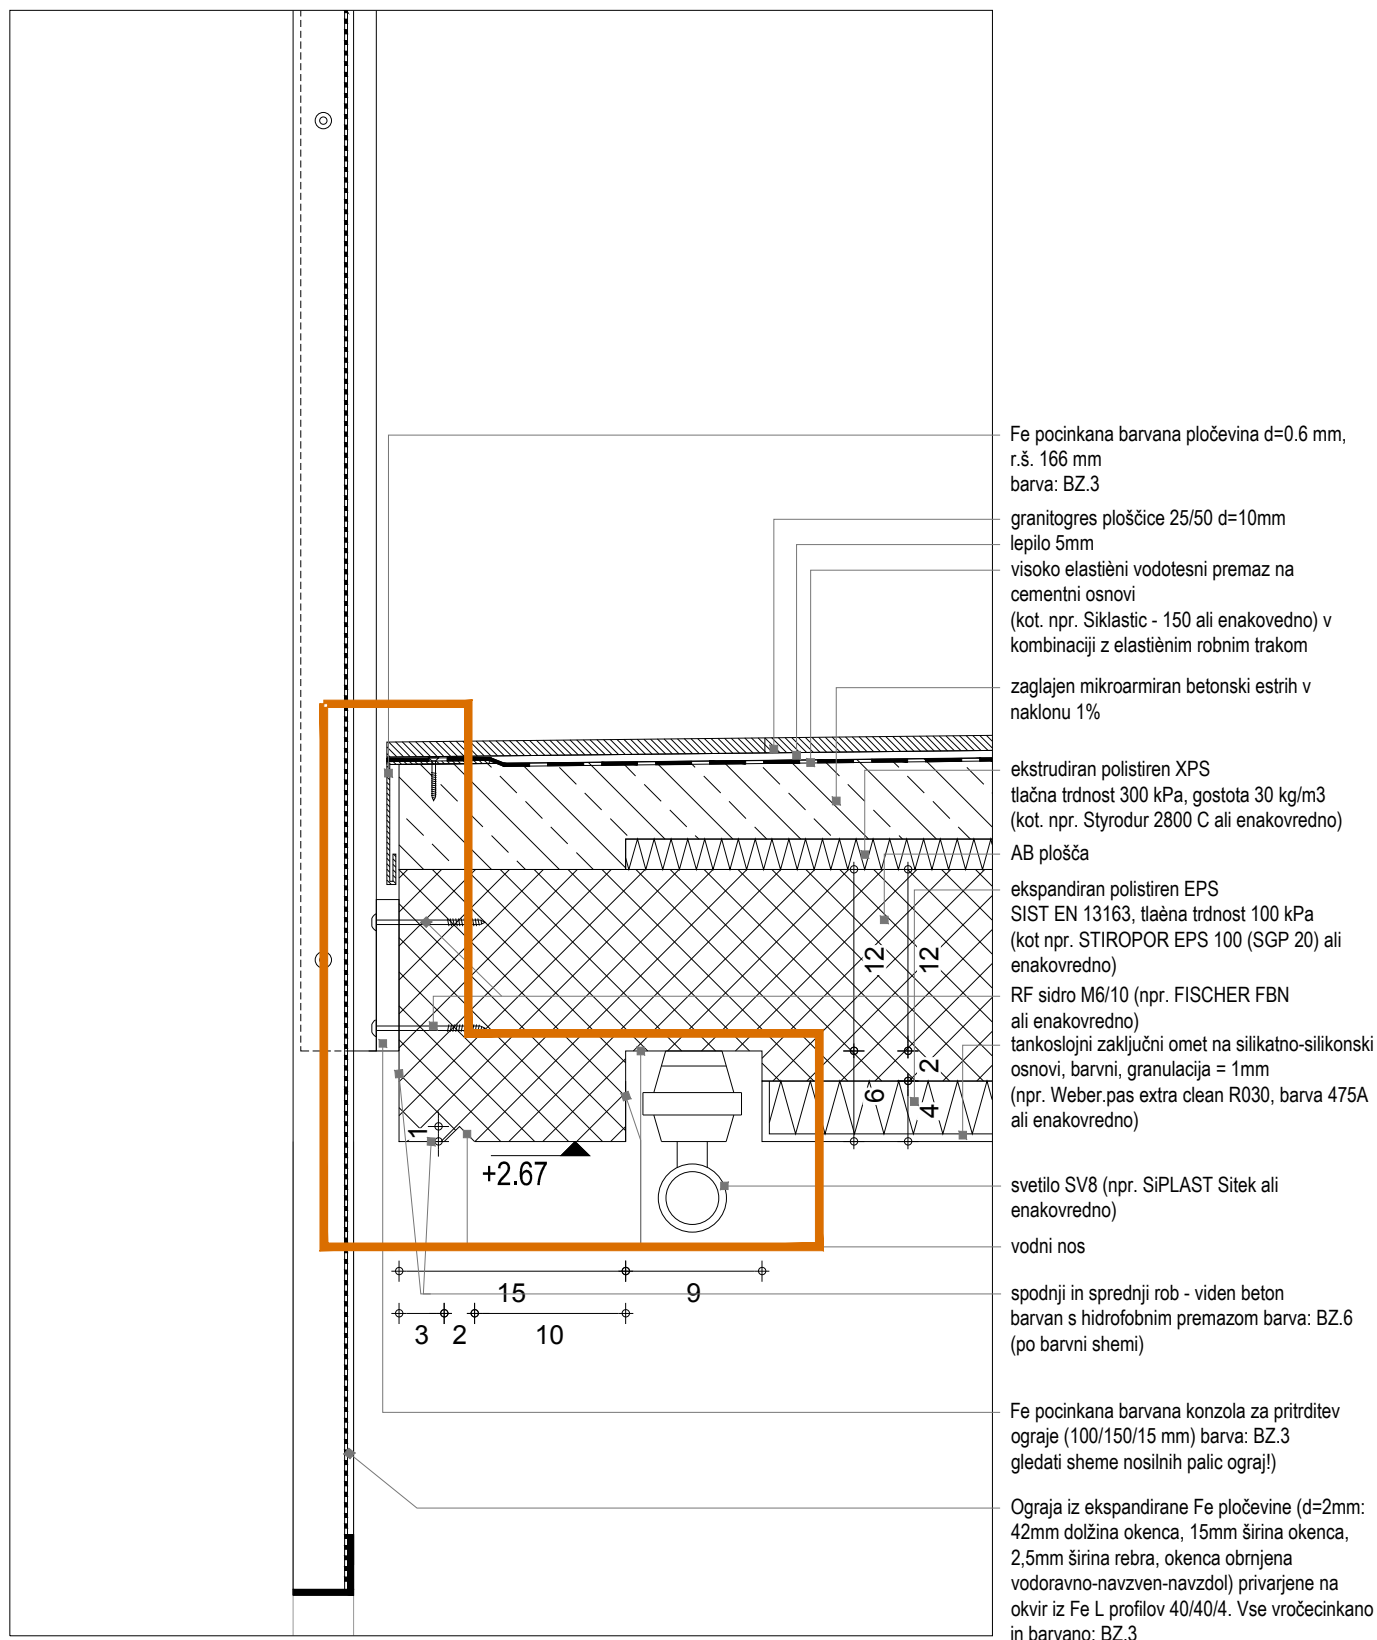 Fe pocinkana barvana pločevina d=0.6 mm,
r.š. 166 mm
barva: BZ.3
granitogres ploščice 25/50 d=10mm
lepilo 5mm
visoko elastièni vodotesni premaz na
cementni osnovi
(kot. npr. Siklastic - 150 ali enakovedno) v
kombinaciji z elastiènim robnim trakom
zaglajen mikroarmiran betonski estrih v
naklonu 1%
ekstrudiran polistiren XPS
tlačna trdnost 300 kPa, gostota 30 kg/m3
(kot. npr. Styrodur 2800 C ali enakovredno)
AB plošča
ekspandiran polistiren EPS
SIST EN 13163, tlaèna trdnost 100 kPa
(kot npr. STIROPOR EPS 100 (SGP 20) ali
enakovredno)
RF sidro M6/10 (npr. FISCHER FBN
ali enakovredno)
tankoslojni zaključni omet na silikatno-silikonski
osnovi, barvni, granulacija = 1mm
(npr. Weber.pas extra clean R030, barva 475A
ali enakovredno)
svetilo SV8 (npr. SiPLAST Sitek ali
enakovredno)
vodni nos
spodnji in sprednji rob - viden beton
barvan s hidrofobnim premazom barva: BZ.6
(po barvni shemi)
Fe pocinkana barvana konzola za pritrditev
ograje (100/150/15 mm) barva: BZ.3
gledati sheme nosilnih palic ograj!)
Ograja iz ekspandirane Fe pločevine (d=2mm:
42mm dolžina okenca, 15mm širina okenca,
2,5mm širina rebra, okenca obrnjena
vodoravno-navzven-navzdol) privarjene na
okvir iz Fe L profilov 40/40/4. Vse vročecinkano
in barvano: BZ.3
12
12
2
6
4
1
+2.67
15
9
3
2
10